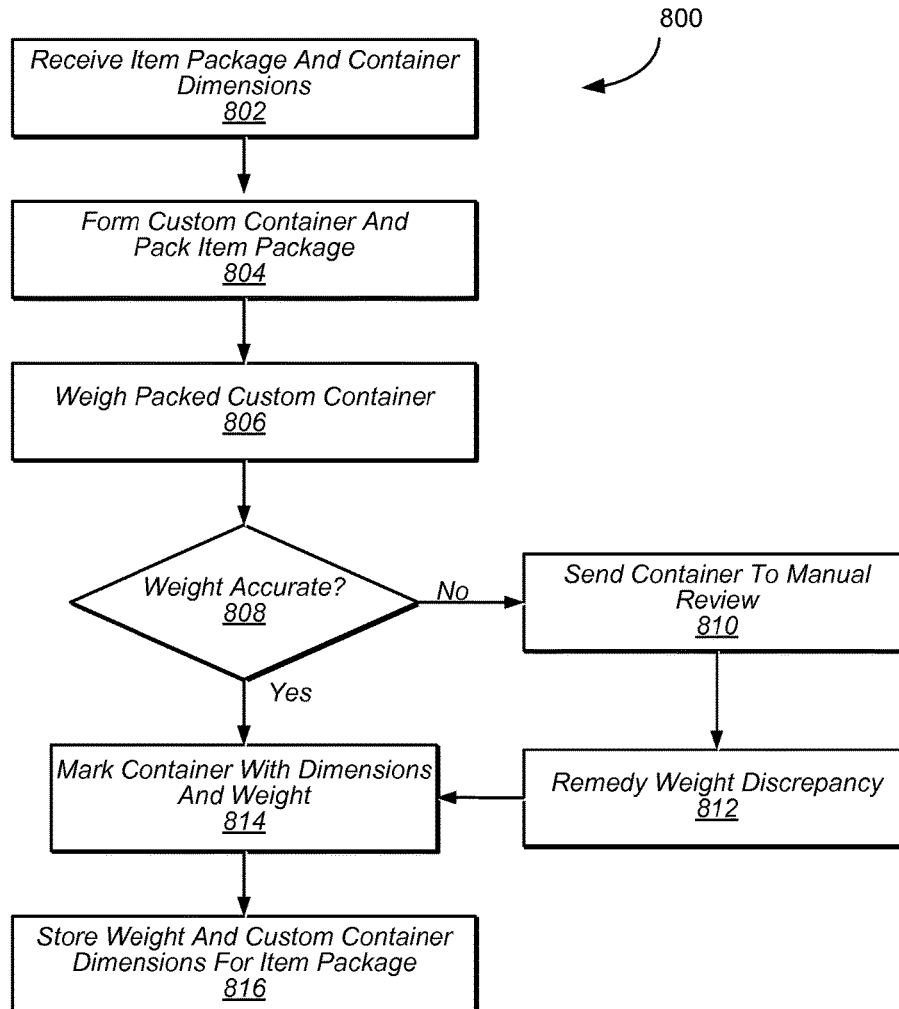 800
Receive Item Package And Container
Dimensions
802
Form Custom Container And
Pack Item Package
804
Weigh Packed Custom Container
806
Weight Accurate?
808
No
Send Container To Manual
Review
810
Yes
Mark Container With Dimensions
And Weight
814
Remedy Weight Discrepancy
812
Store Weight And Custom Container
Dimensions For Item Package
816